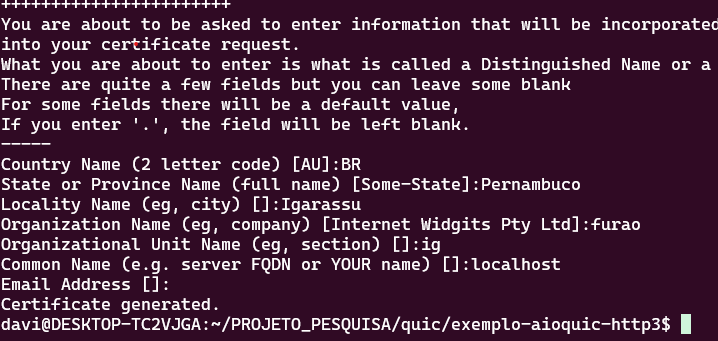 +++++++++++++++++++++++
You are about to be asked to enter information that will be incorporated
into your certificate request.
What you are about to enter is what is called a Distinguished Name or a
There are quite a few fields but you can leave some blank
For some fields there will be a default value,
If you enter '.', the field will be left blank.
-----
Country Name (2 letter code) [AU]:BR
State or Province Name (full name) [Some-State]:Pernambuco
Locality Name (eg, city) []:Igarassu
Organization Name (eg, company) [Internet Widgits Pty Ltd]:furao
Organizational Unit Name (eg, section) []:ig
Common Name (e.g. server FQDN or YOUR name) []:localhost
Email Address []:
Certificate generated.
davi@DESKTOP-TC2VJGA:~/PROJETO_PESQUISA/quic/exemplo-aioquic-http3$